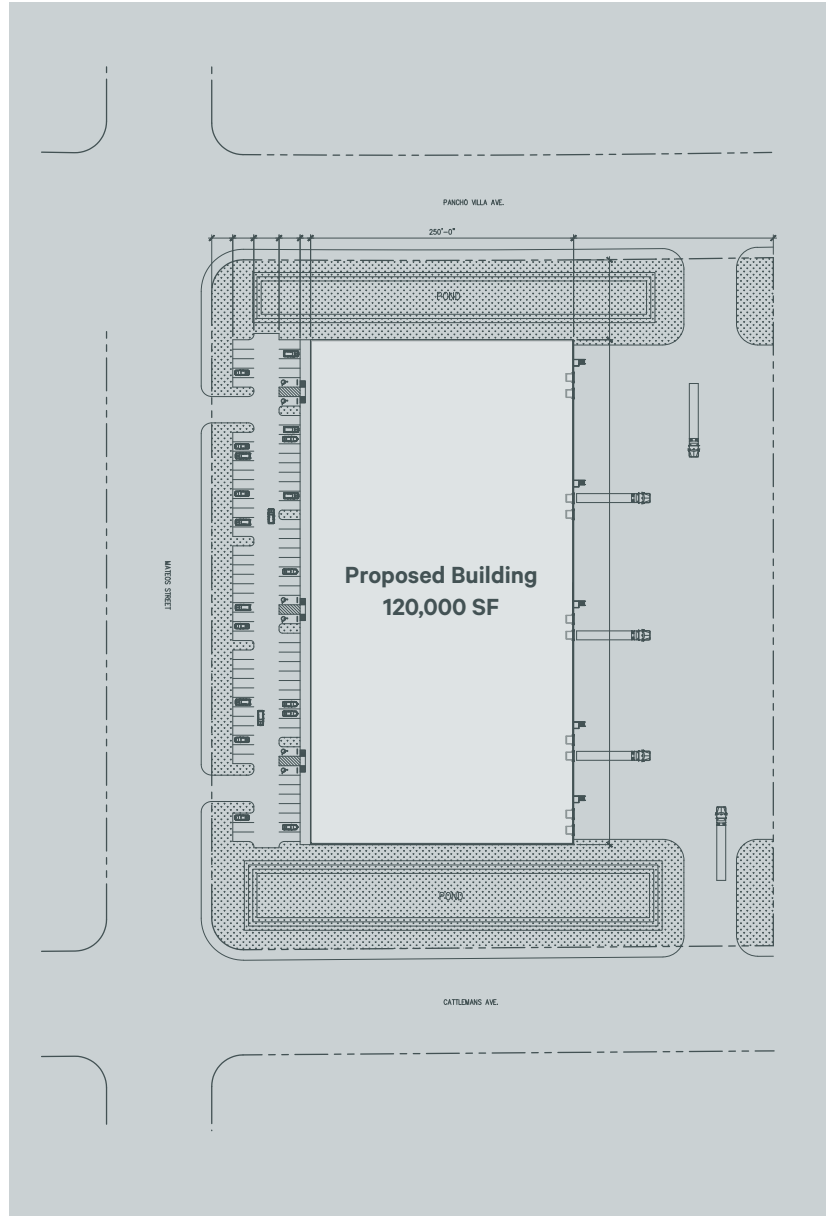 PANCHO VILLA AVE.
250'-0"
POND
Proposed Building
120,000 SF
MATEOS STREET
POND
CATTLEMANS AVE.